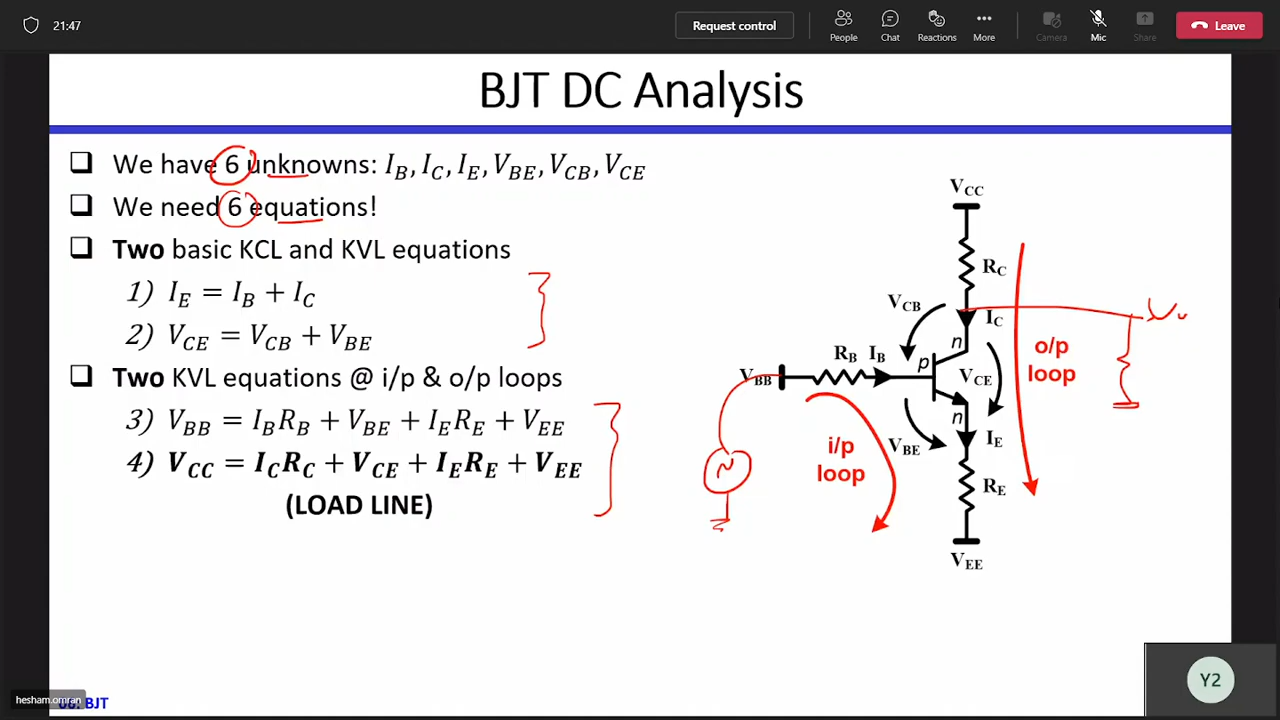 21:47
Request control
People
Chat
Reactions
More
Camera
Mic
Share
Leave
BJT DC Analysis
❑ We have 6 unknowns: I_B, I_C, I_E, V_BE, V_CB, V_CE
❑ We need 6 equations!
❑ Two basic KCL and KVL equations
1) I_E = I_B + I_C
2) V_CE = V_CB + V_BE
❑ Two KVL equations @ i/p & o/p loops
3) V_BB = I_B R_B + V_BE + I_E R_E + V_EE
4) V_CC = I_C R_C + V_CE + I_E R_E + V_EE
(LOAD LINE)
V_CC
R_C
V_CB
I_C
n
o/p
loop
R_B I_B
p
V_BB
V_CE
n
V_BE
I_E
i/p
loop
R_E
V_EE
hesham.omran
BJT
Y2